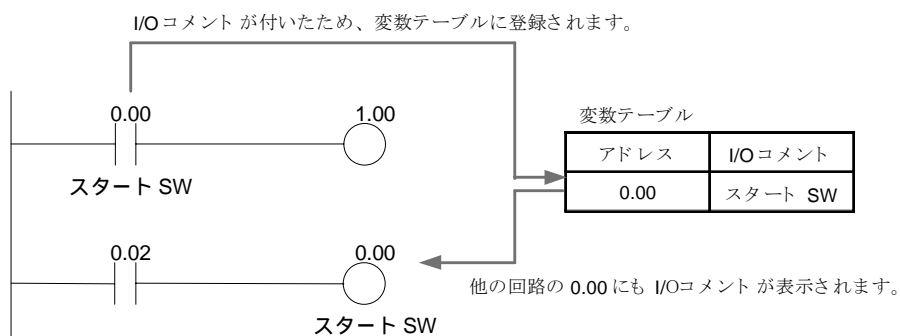 I/Oコメントが付いたため、変数テーブルに登録されます。
0.00
1.00
スタート SW
変数テーブル
アドレス I/Oコメント
0.00 スタート SW
0.02
0.00
スタート SW
他の回路の 0.00 にも I/Oコメントが表示されます。